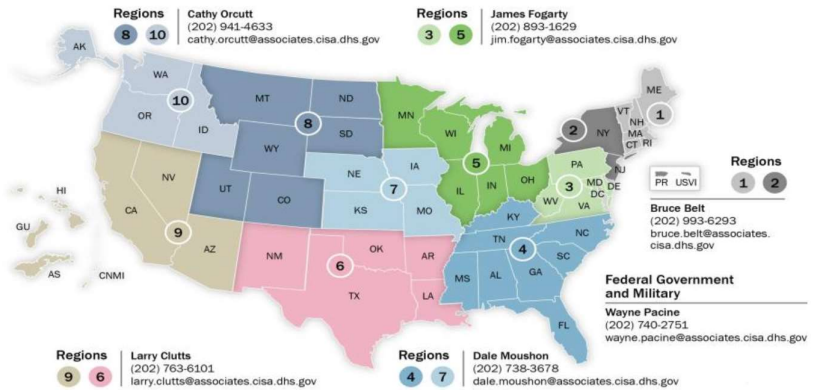 Regions
8 10
Cathy Orcutt
(202) 941-4633
cathy.orcutt@associates.cisa.dhs.gov
Regions
3 5
James Fogarty
(202) 893-1629
jim.fogarty@associates.cisa.dhs.gov
AK
WA
OR
ID
10
MT
ND
SD
WY
UT
CO
8
MN
WI
MI
IL
IN
OH
5
ME
VT
NH
MA
CT
RI
1
2
NY
NJ
PA
MD
DC
DE
WV
VA
3
PR
USVI
Regions
1 2
Bruce Belt
(202) 993-6293
bruce.belt@associates.
cisa.dhs.gov
NE
IA
KS
MO
7
NV
CA
AZ
9
HI
GU
AS
CNMI
NM
OK
AR
TX
LA
6
KY
TN
NC
SC
MS
AL
GA
FL
4
Federal Government
and Military
Wayne Pacine
(202) 740-2751
wayne.pacine@associates.cisa.dhs.gov
Regions
9 6
Larry Clutts
(202) 763-6101
larry.clutts@associates.cisa.dhs.gov
Regions
4 7
Dale Moushon
(202) 738-3678
dale.moushon@associates.cisa.dhs.gov